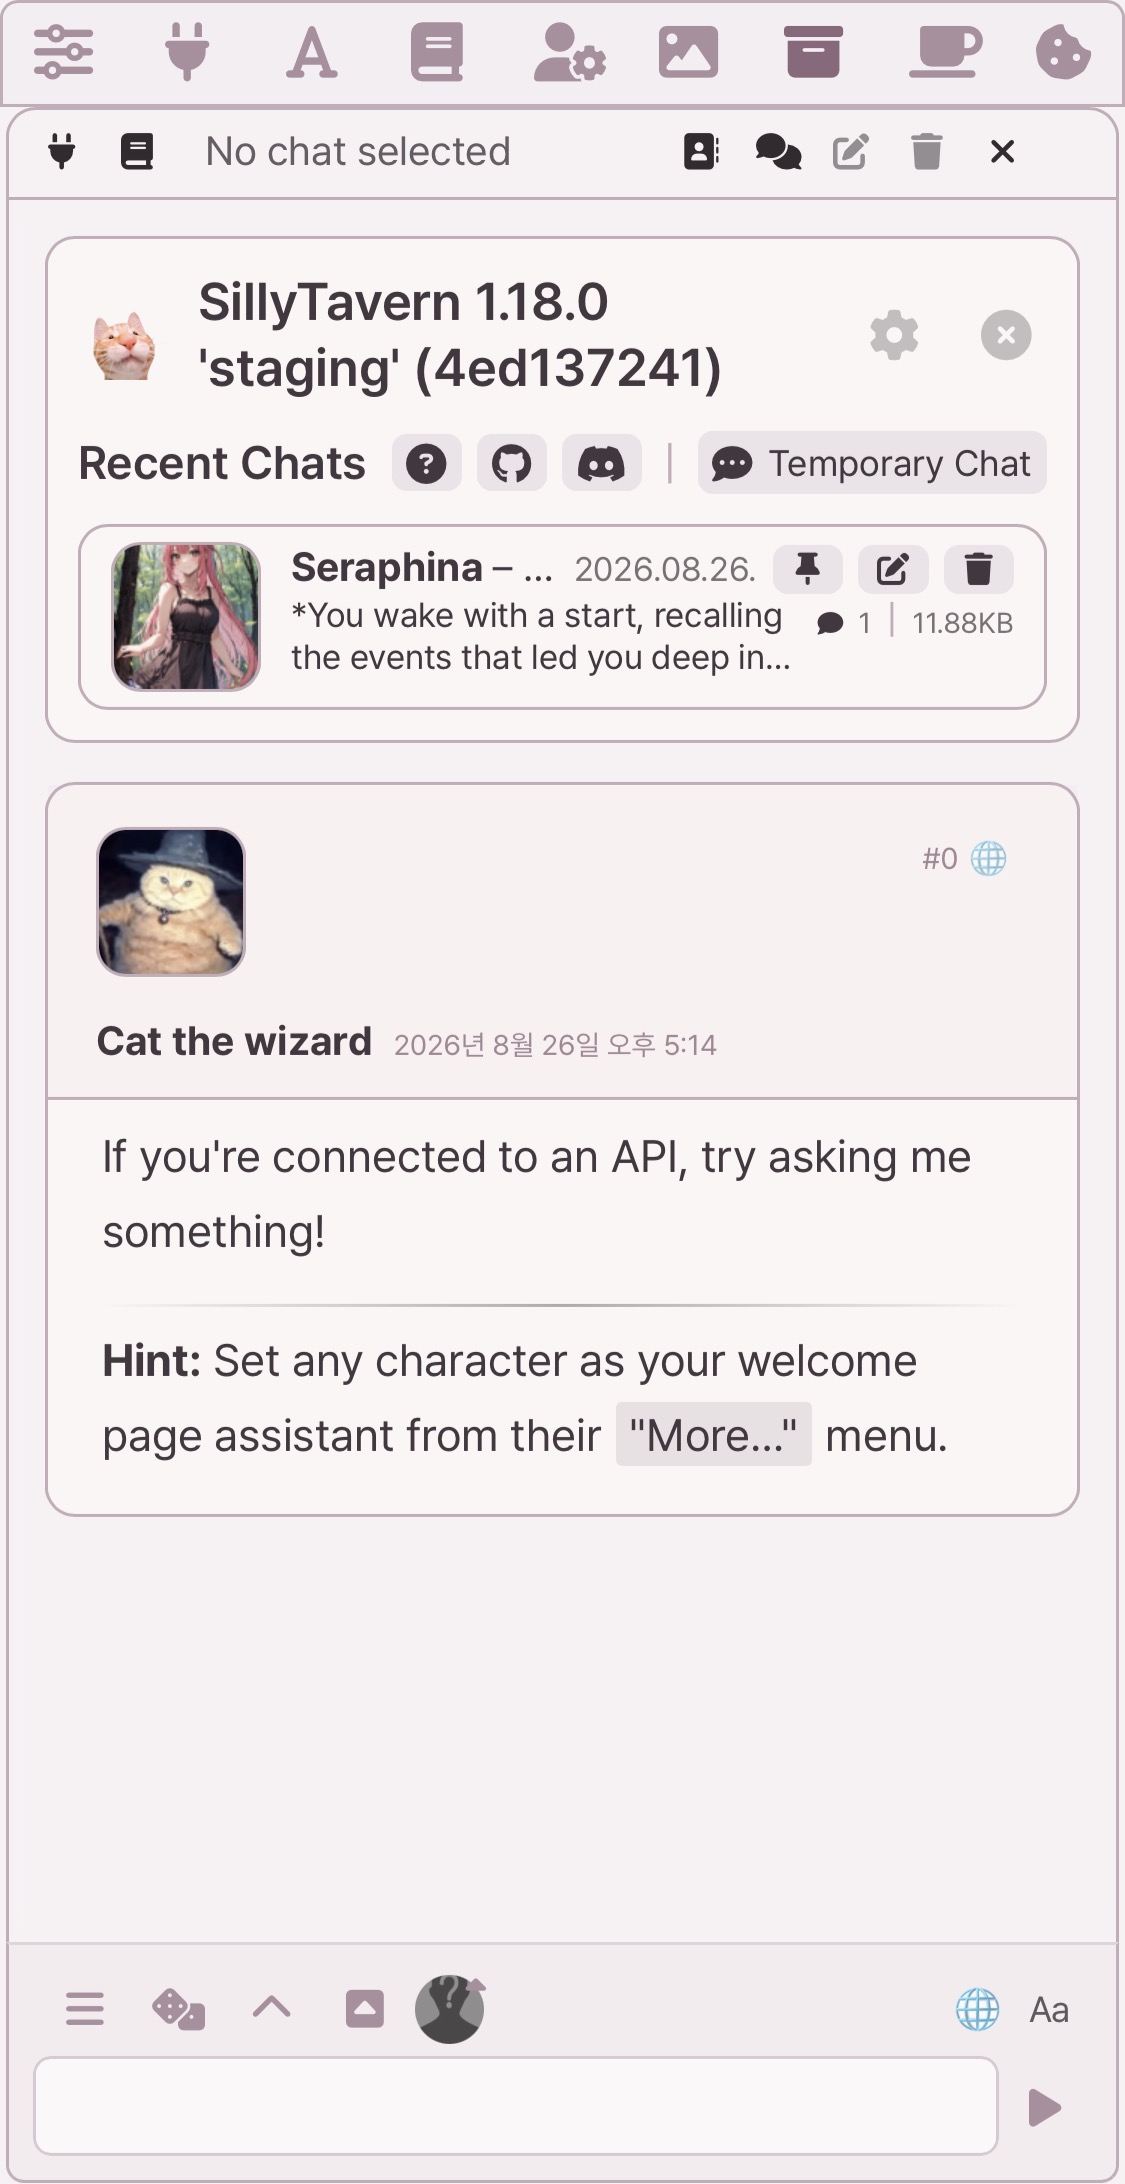 No chat selected
SillyTavern 1.18.0
'staging' (4ed137241)
Recent Chats
Temporary Chat
Seraphina – ... 2026.08.26.
*You wake with a start, recalling
the events that led you deep in...
1 | 11.88KB
#0
Cat the wizard 2026년 8월 26일 오후 5:14
If you're connected to an API, try asking me
something!
Hint: Set any character as your welcome
page assistant from their "More..." menu.
Aa